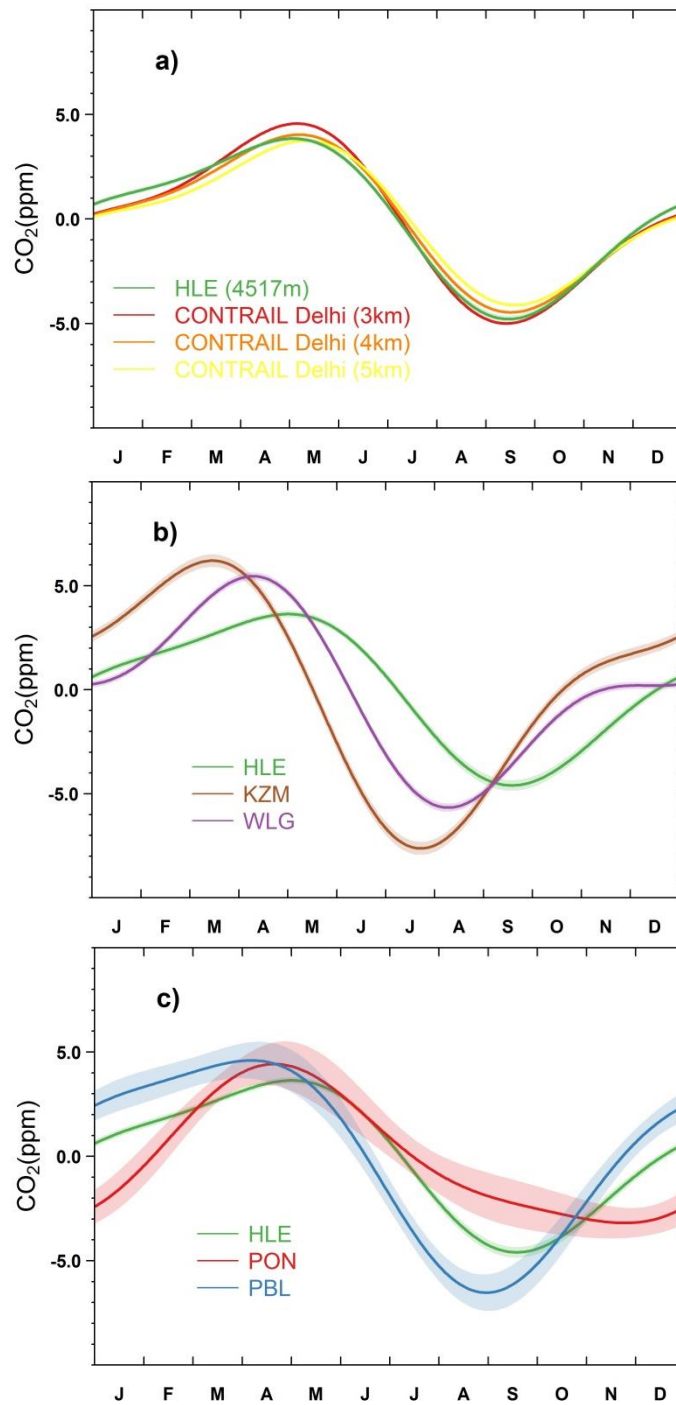 a)
CO₂(ppm)
5.0
0.0
-5.0
HLE (4517m)
CONTRAIL Delhi (3km)
CONTRAIL Delhi (4km)
CONTRAIL Delhi (5km)
J F M A M J J A S O N D
b)
CO₂(ppm)
5.0
0.0
-5.0
HLE
KZM
WLG
J F M A M J J A S O N D
c)
CO₂(ppm)
5.0
0.0
-5.0
HLE
PON
PBL
J F M A M J J A S O N D